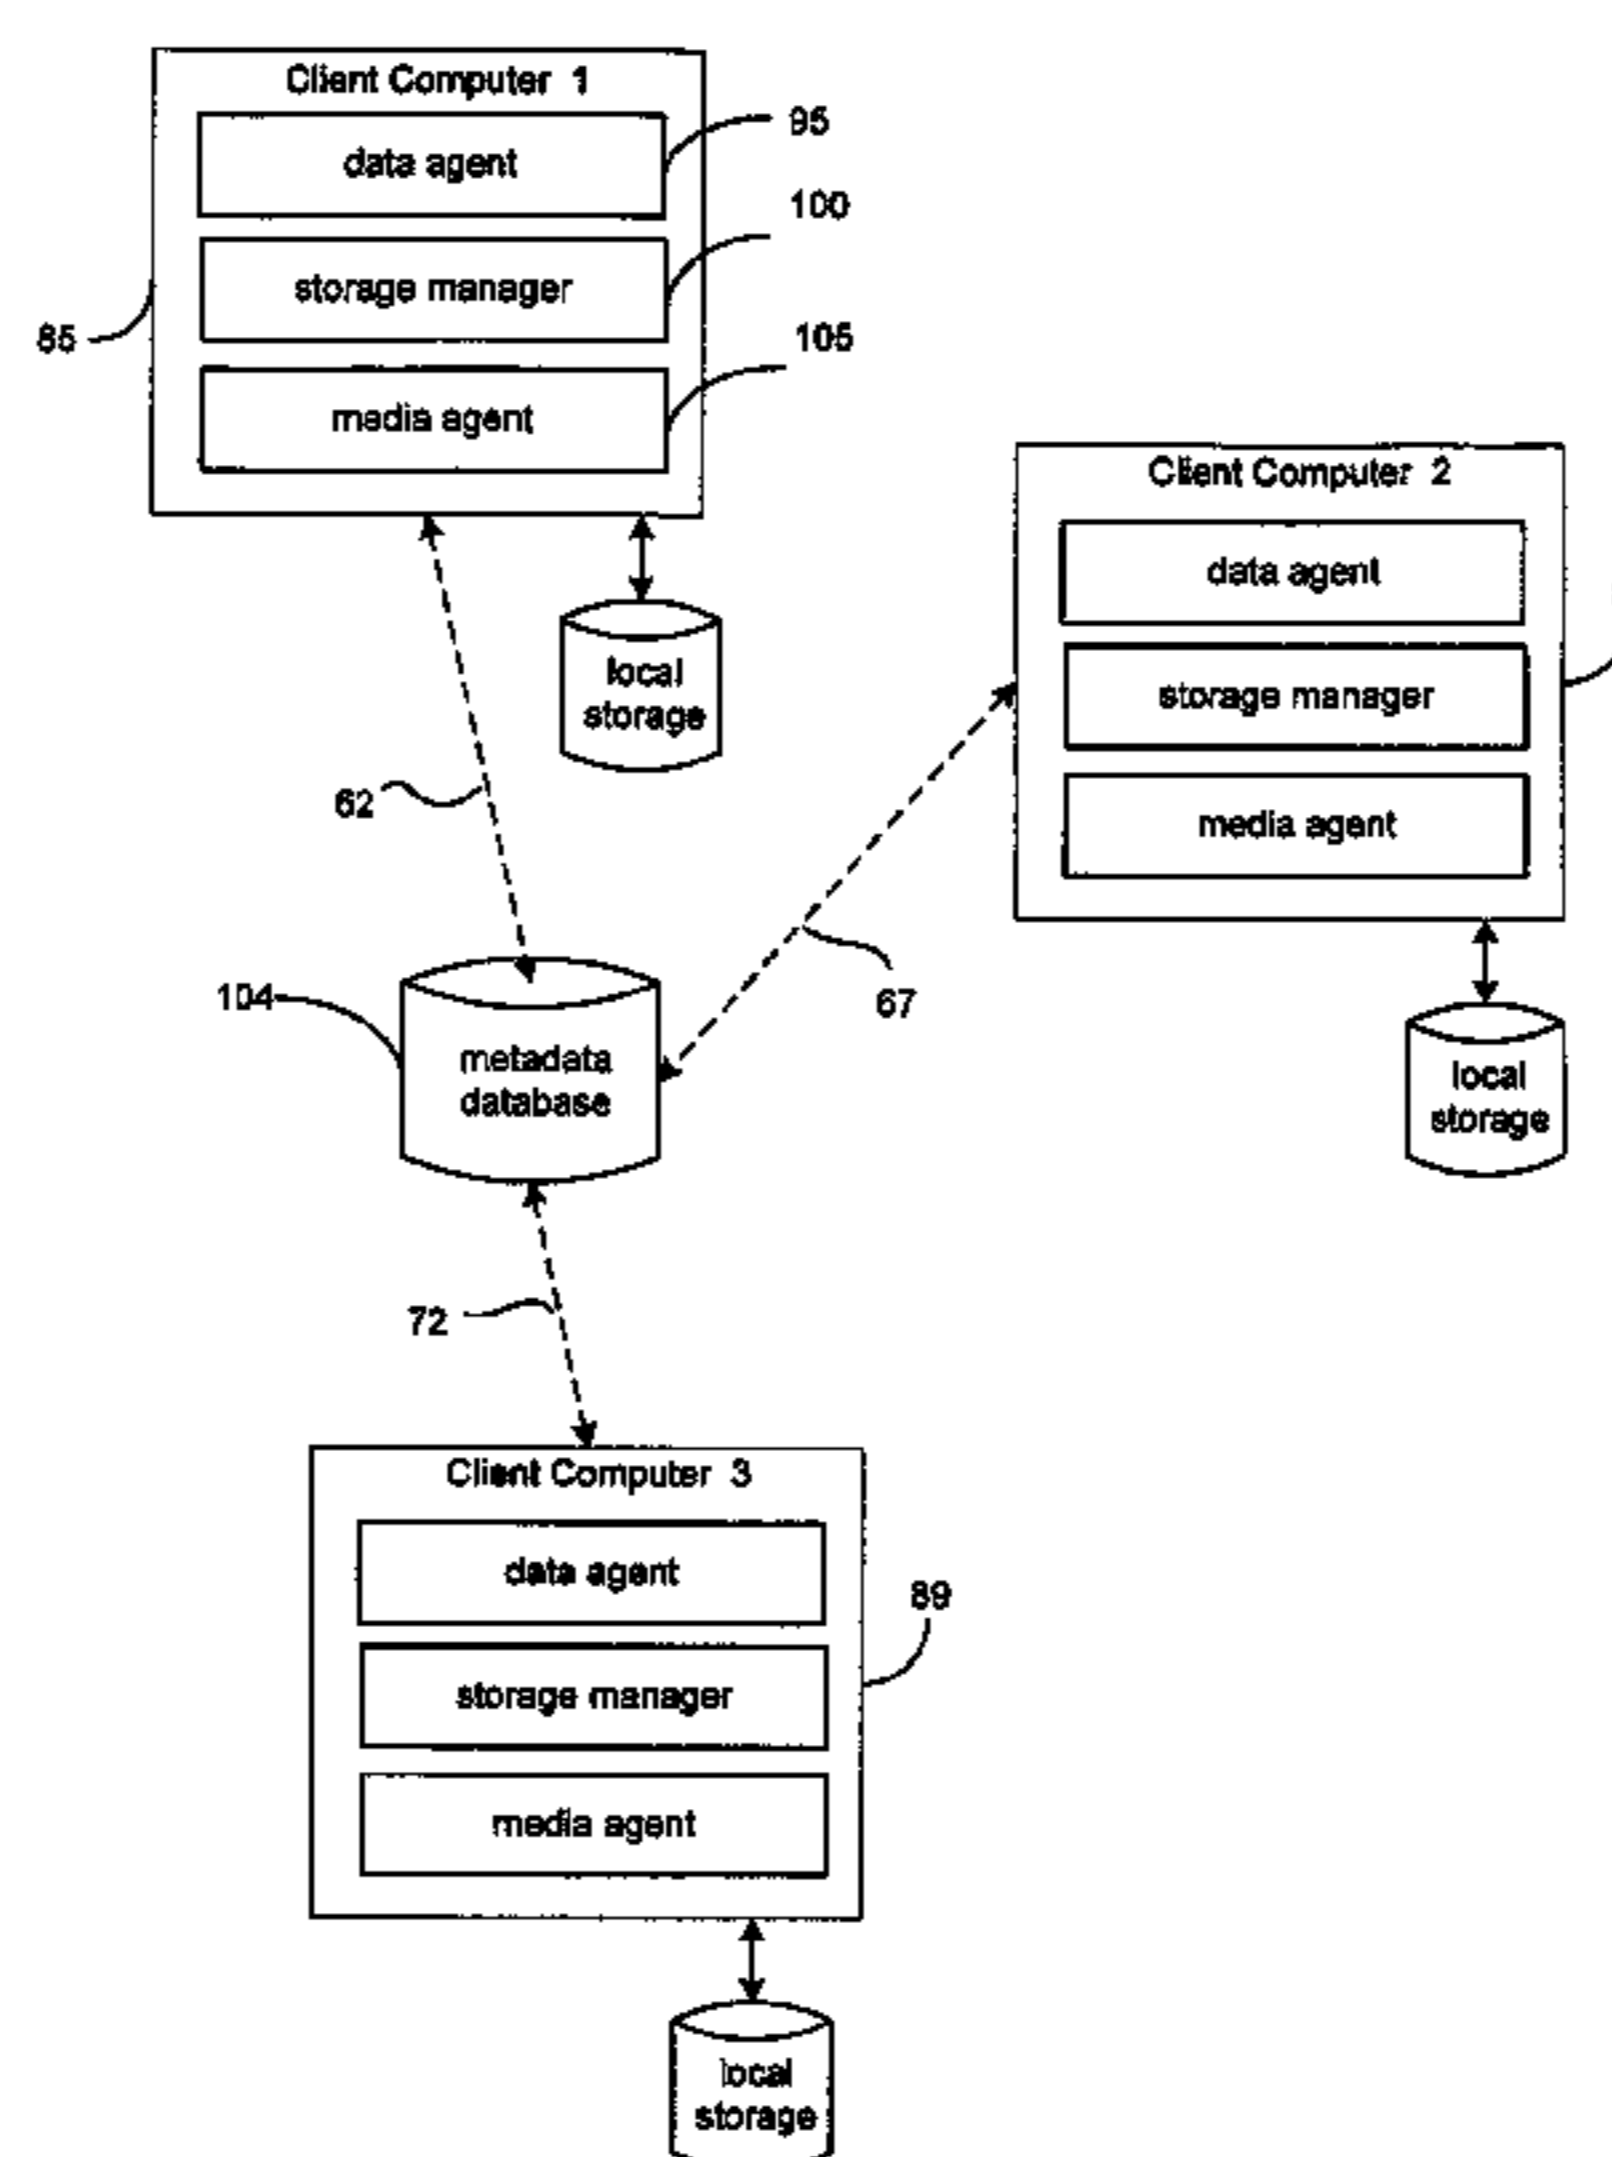 Client Computer 1
data agent
95
storage manager
100
85
media agent
105
local
storage
62
Client Computer 2
data agent
storage manager
media agent
local
storage
67
104
metadata
database
72
Client Computer 3
data agent
storage manager
89
media agent
local
storage